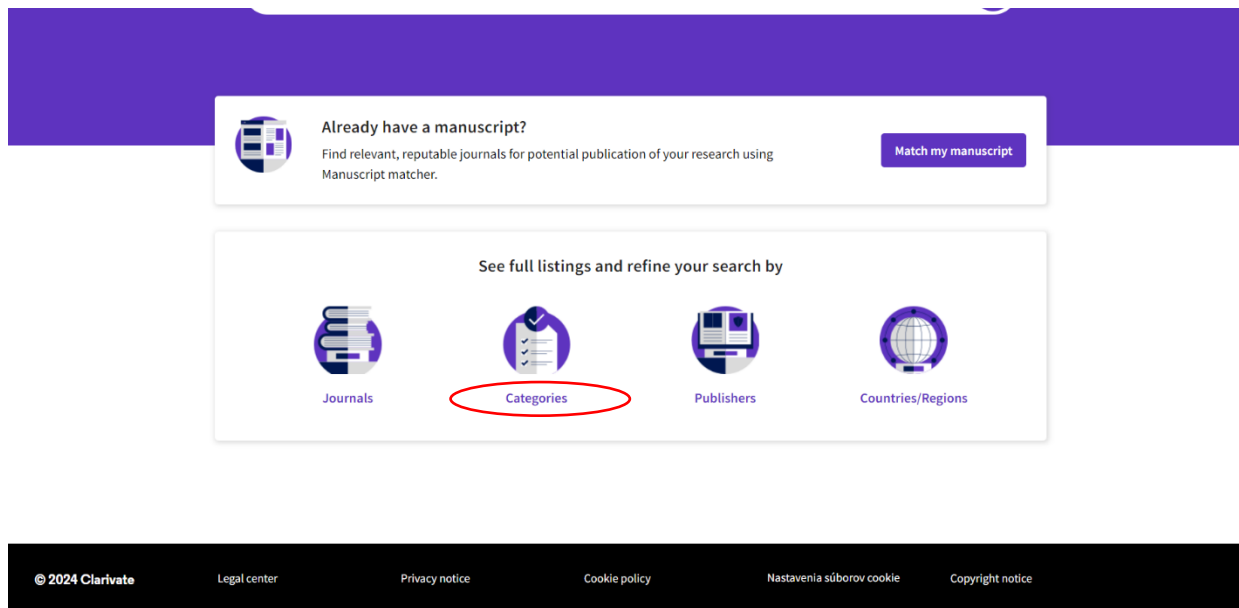 Already have a manuscript?
Find relevant, reputable journals for potential publication of your research using
Manuscript matcher.
Match my manuscript
See full listings and refine your search by
Journals
Categories
Publishers
Countries/Regions
© 2024 Clarivate
Legal center
Privacy notice
Cookie policy
Nastavenia súborov cookie
Copyright notice